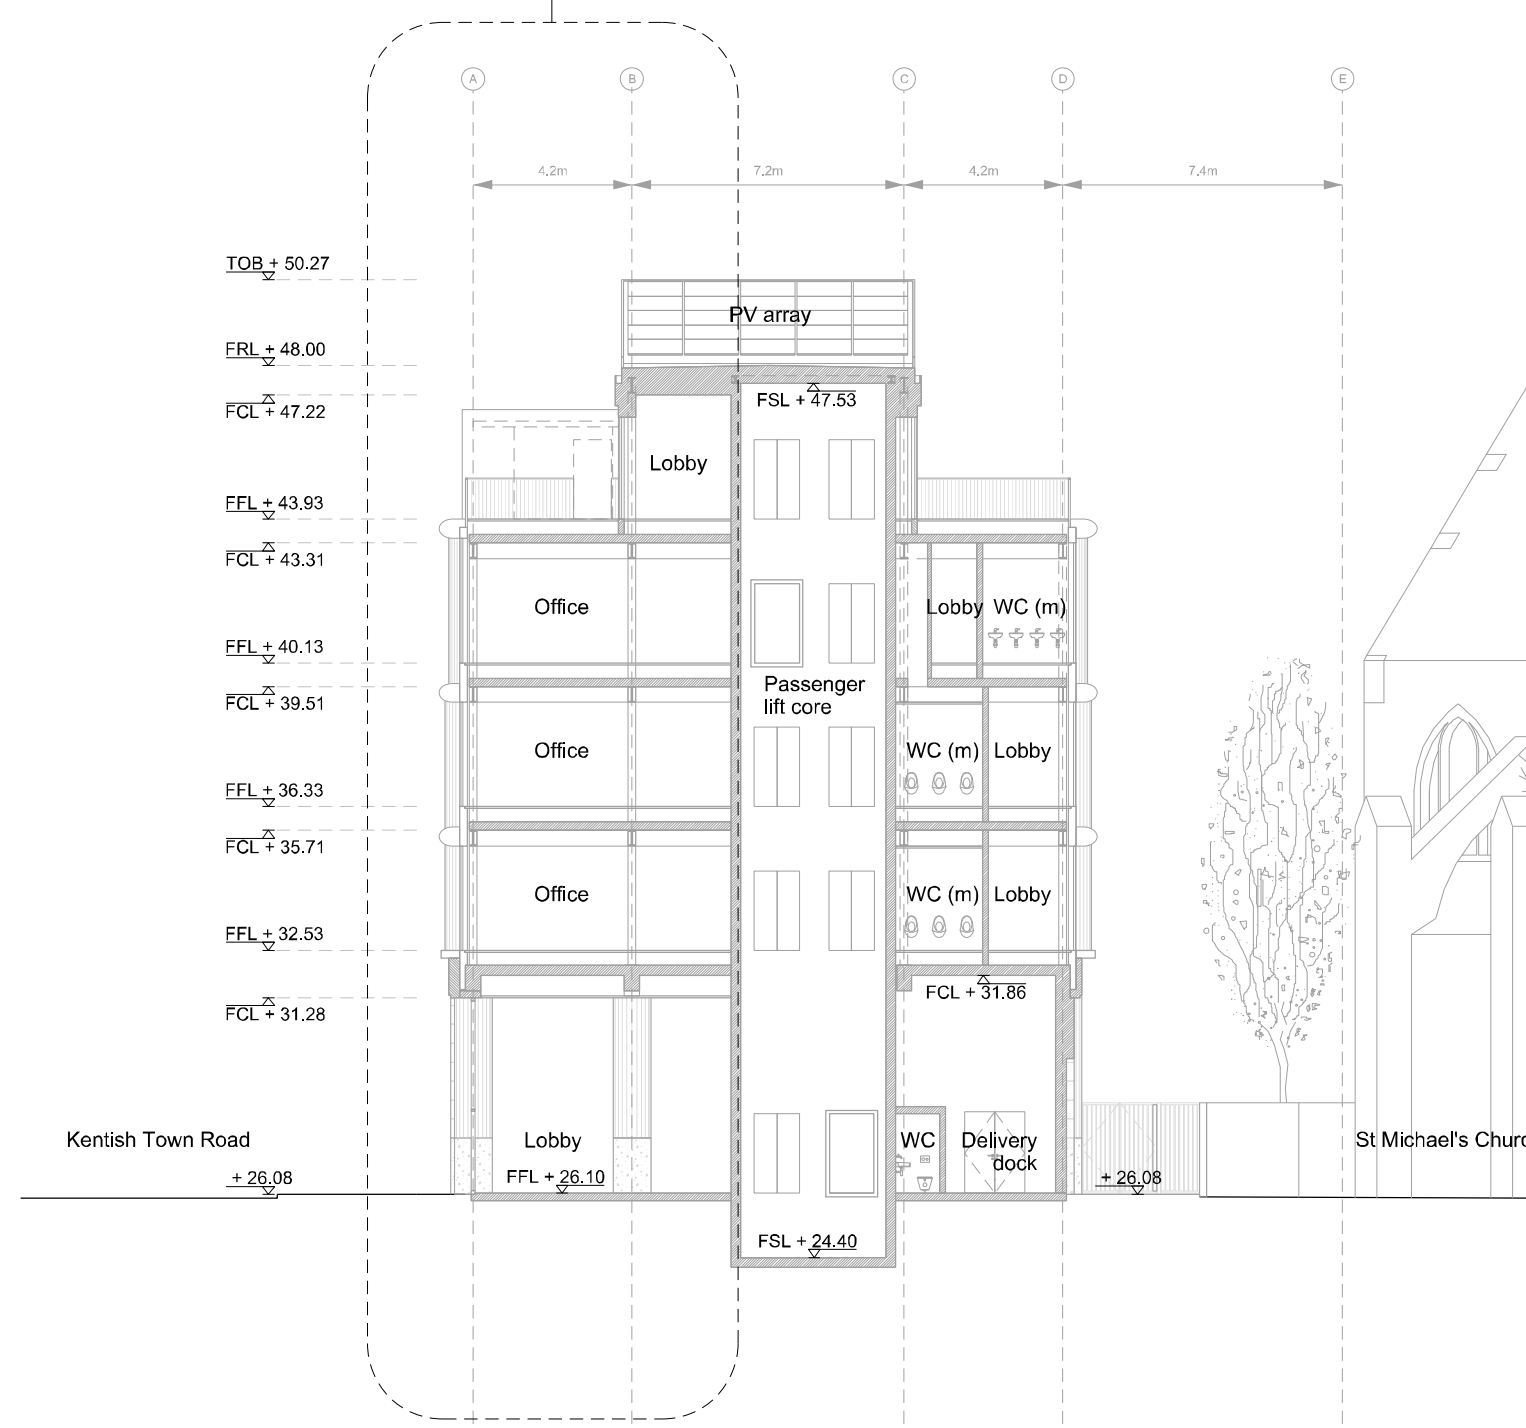 A B C D E
4.2m 7.2m 4.2m 7.4m
TOB + 50.27
PV array
FRL + 48.00
FSL + 47.53
FCL + 47.22
Lobby
FFL + 43.93
FCL + 43.31
Office
Lobby WC (m)
FFL + 40.13
Passenger
lift core
FCL + 39.51
Office
WC (m) Lobby
FFL + 36.33
FCL + 35.71
Office
WC (m) Lobby
FFL + 32.53
FCL + 31.86
FCL + 31.28
Kentish Town Road
Lobby
WC
Delivery
dock
St Michael's Churc
+ 26.08
FFL + 26.10
+ 26.08
FSL + 24.40